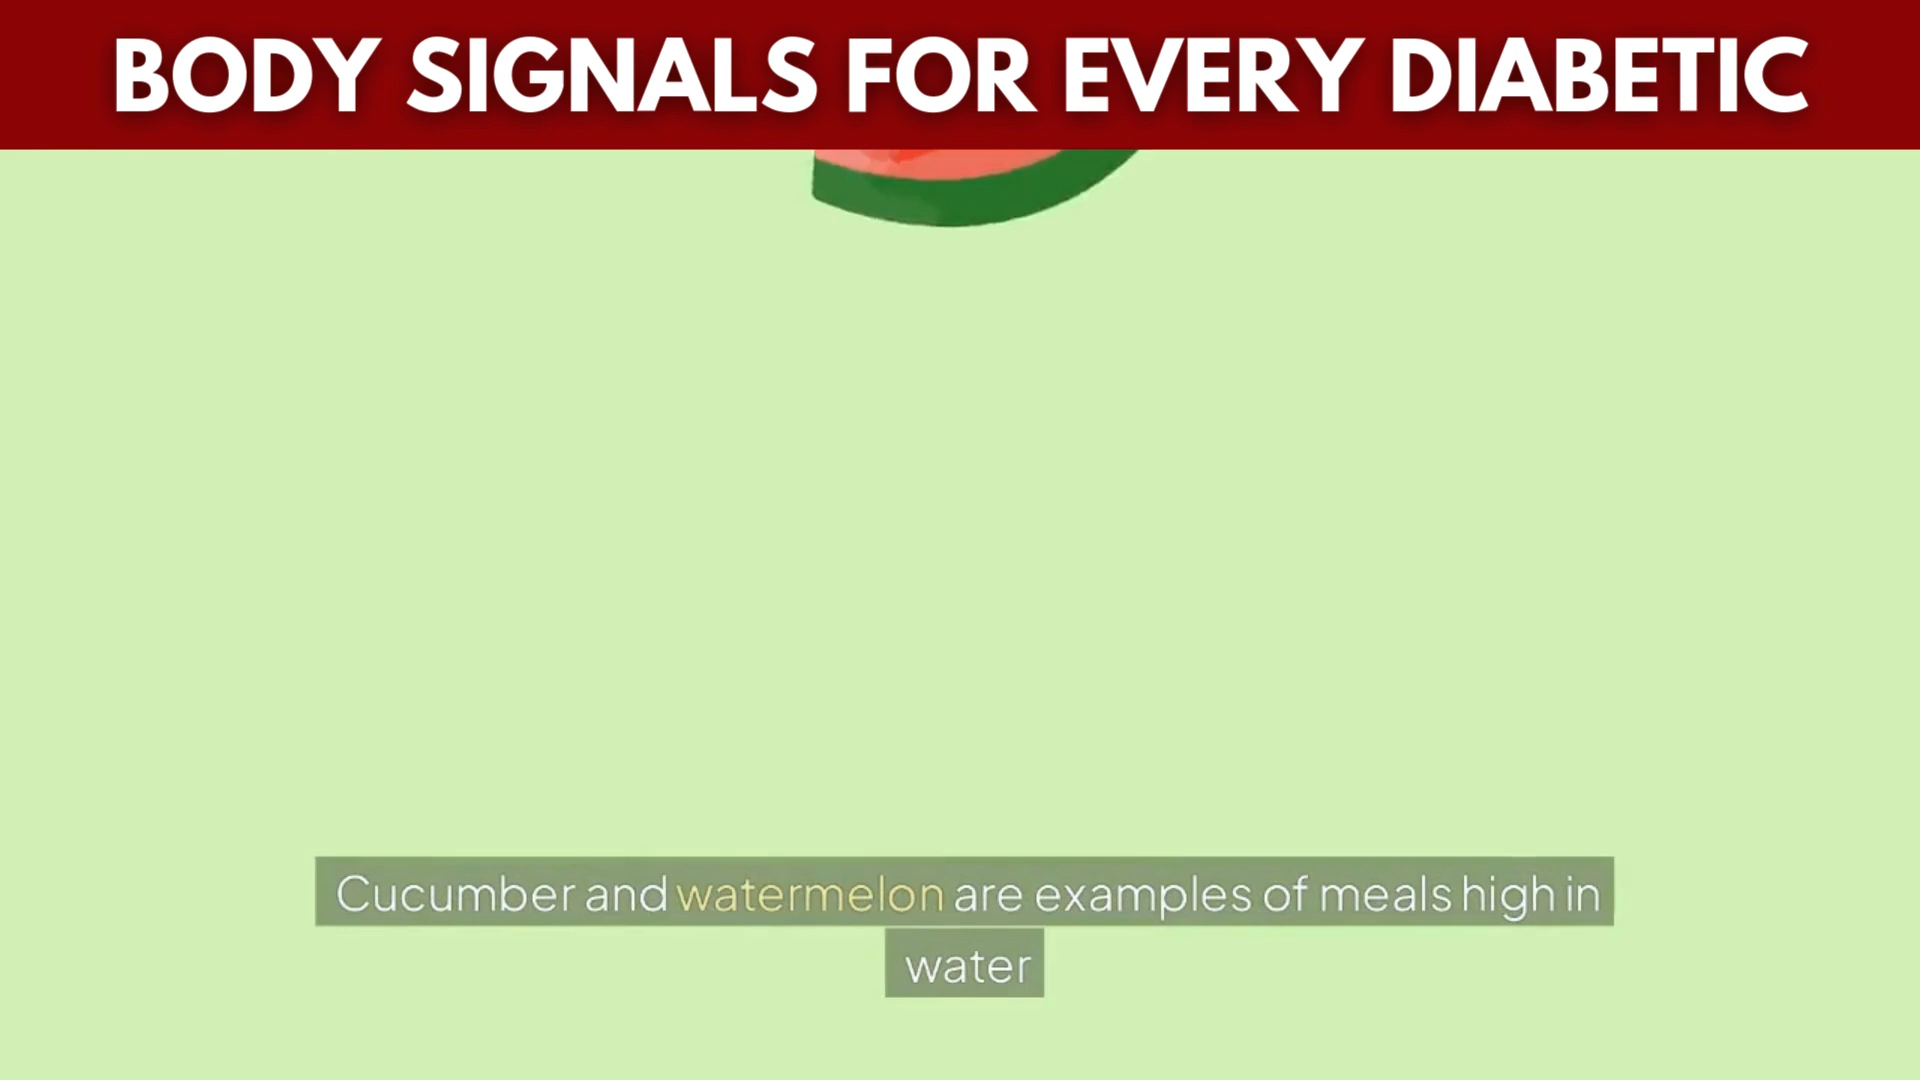 BODY SIGNALS FOR EVERY DIABETIC
Cucumber and watermelon are examples of meals high in
water